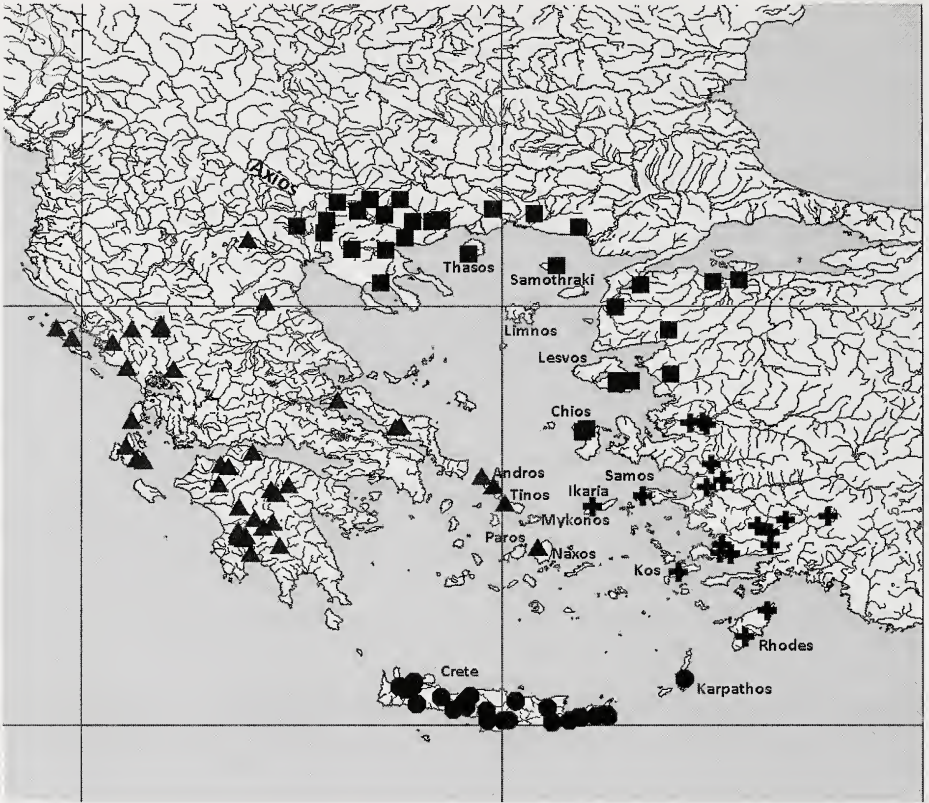 Axios
Thasos
Samothraki
Limnos
Lesvos
Chios
Andros
Samos
Ikaria
Tinos
Mykonos
Paros
Naxos
Kos
Rhodes
Crete
Karpathos